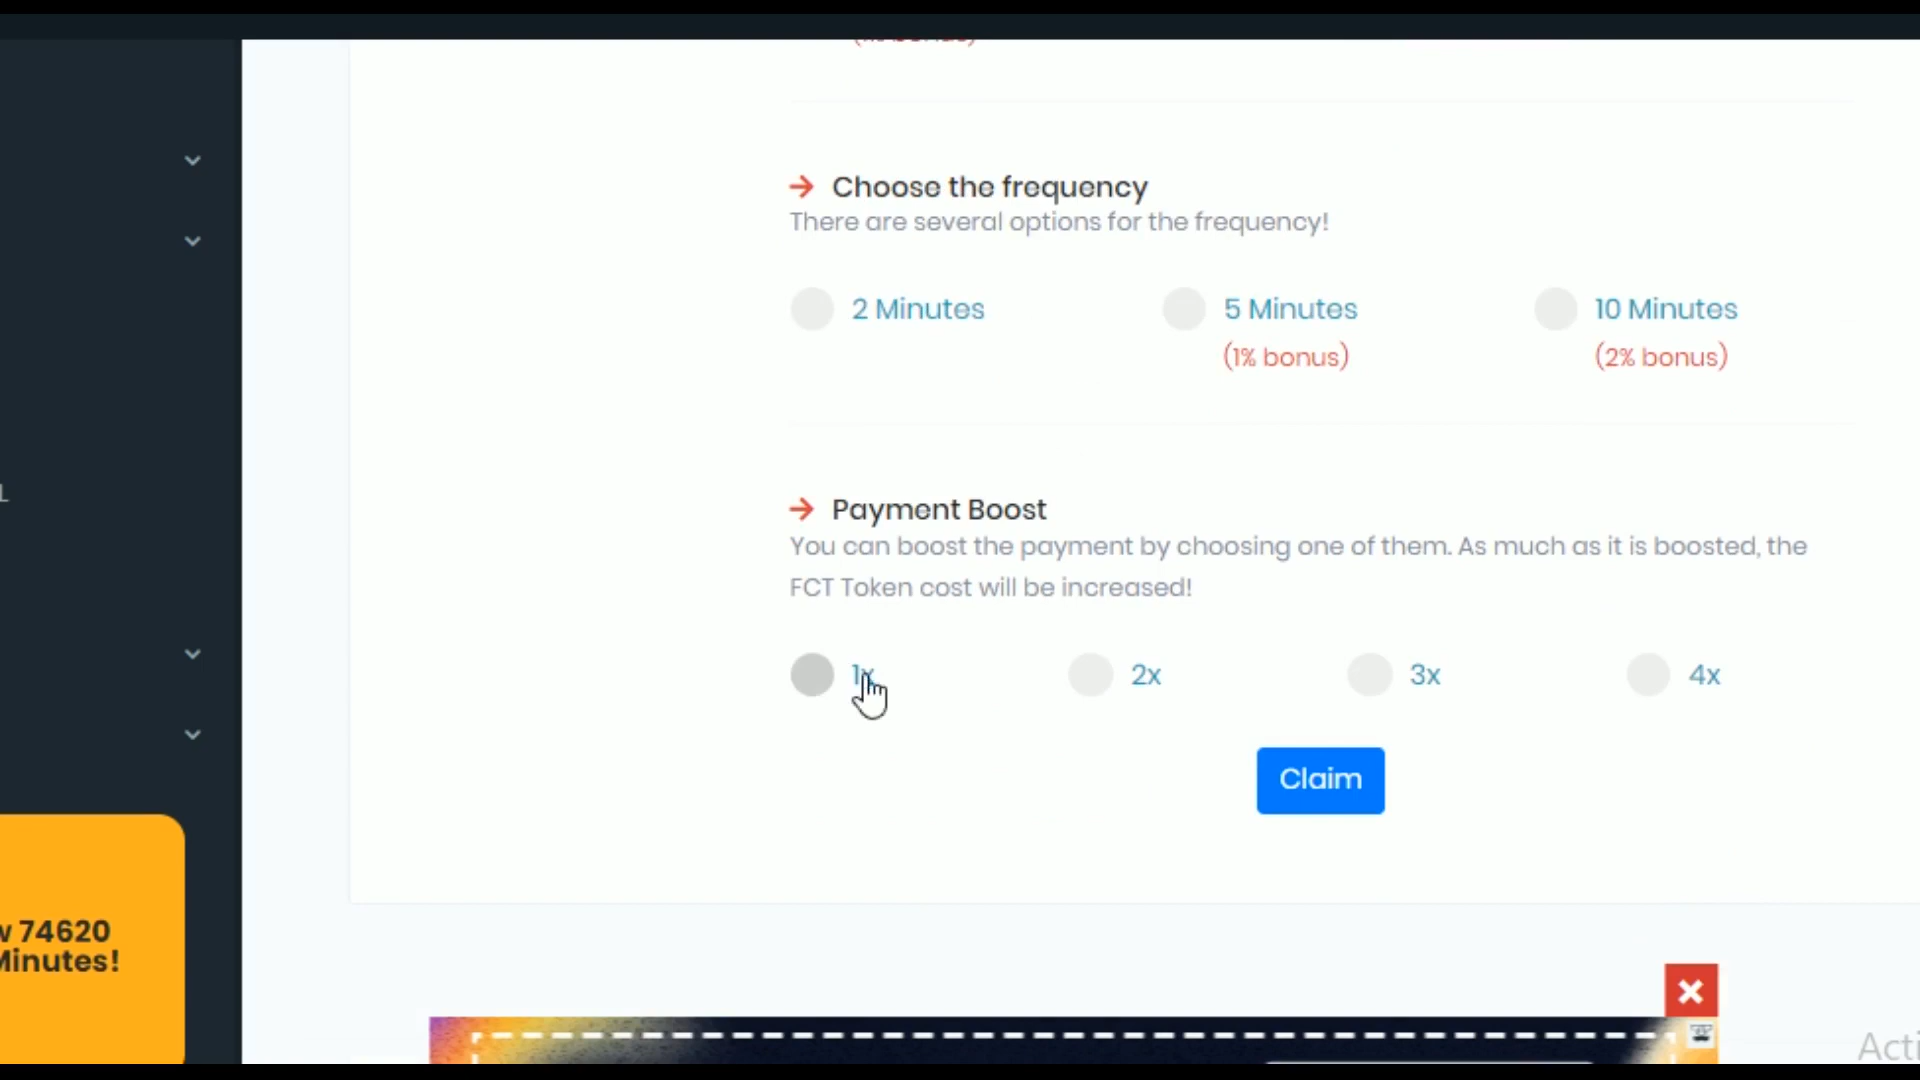 Choose the frequency
There are several options for the frequency!
2 Minutes
5 Minutes
10 Minutes
(1% bonus)
(2% bonus)
Payment Boost
You can boost the payment by choosing one of them. As much as it is boosted, the
FCT Token cost will be increased!
1x
2x
3x
4x
Claim
L
74620
Minutes!